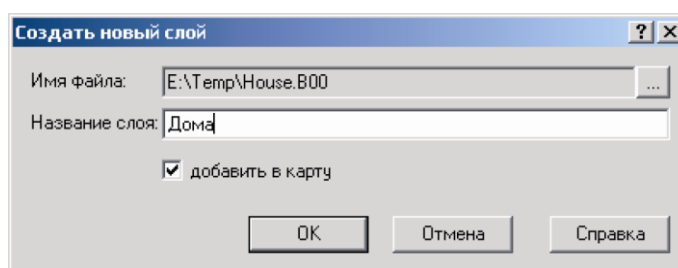 Создать новый слой
Имя файла: E:\Temp\House.B00 ...
Название слоя: Дома
добавить в карту
OK Отмена Справка